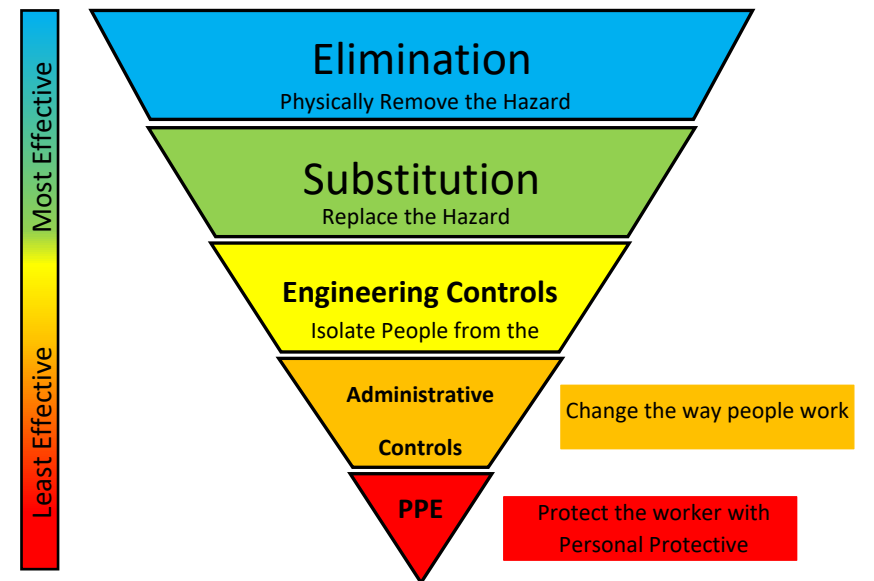 Most Effective
Least Effective
Elimination
Physically Remove the Hazard
Substitution
Replace the Hazard
Engineering Controls
Isolate People from the
Administrative
Controls
Change the way people work
PPE
Protect the worker with
Personal Protective